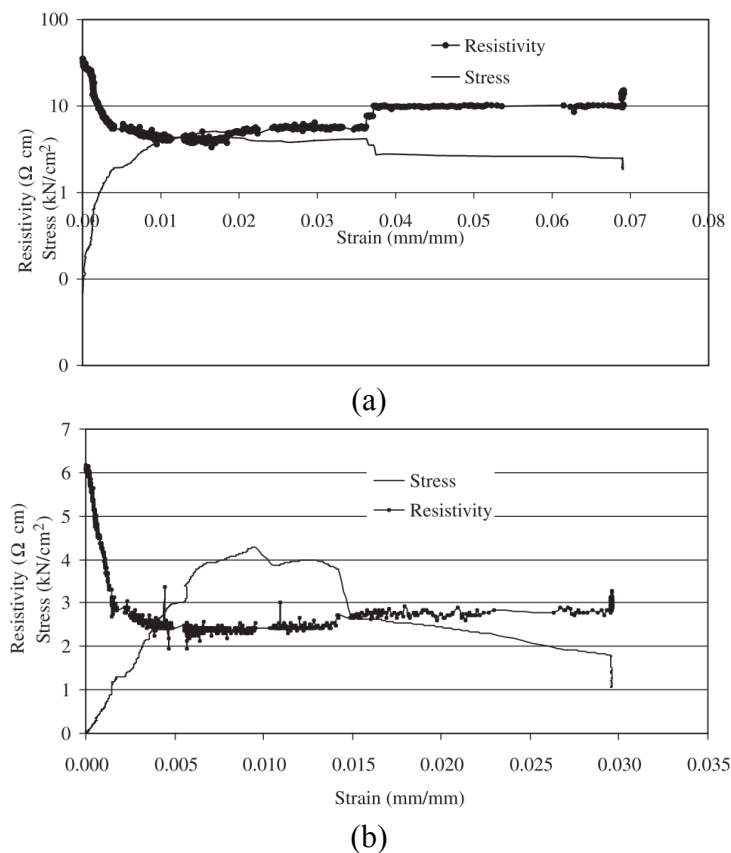 100
Resistivity
Stress
10
1
0.00 0.01 0.02 0.03 0.04 0.05 0.06 0.07 0.08
Strain (mm/mm)
0
0
Resistivity (Ω cm)
Stress (kN/cm²)
(a)
7
6
5
4
3
2
1
0
Stress
Resistivity
Resistivity (Ω cm)
Stress (kN/cm²)
0.000 0.005 0.010 0.015 0.020 0.025 0.030 0.035
Strain (mm/mm)
(b)